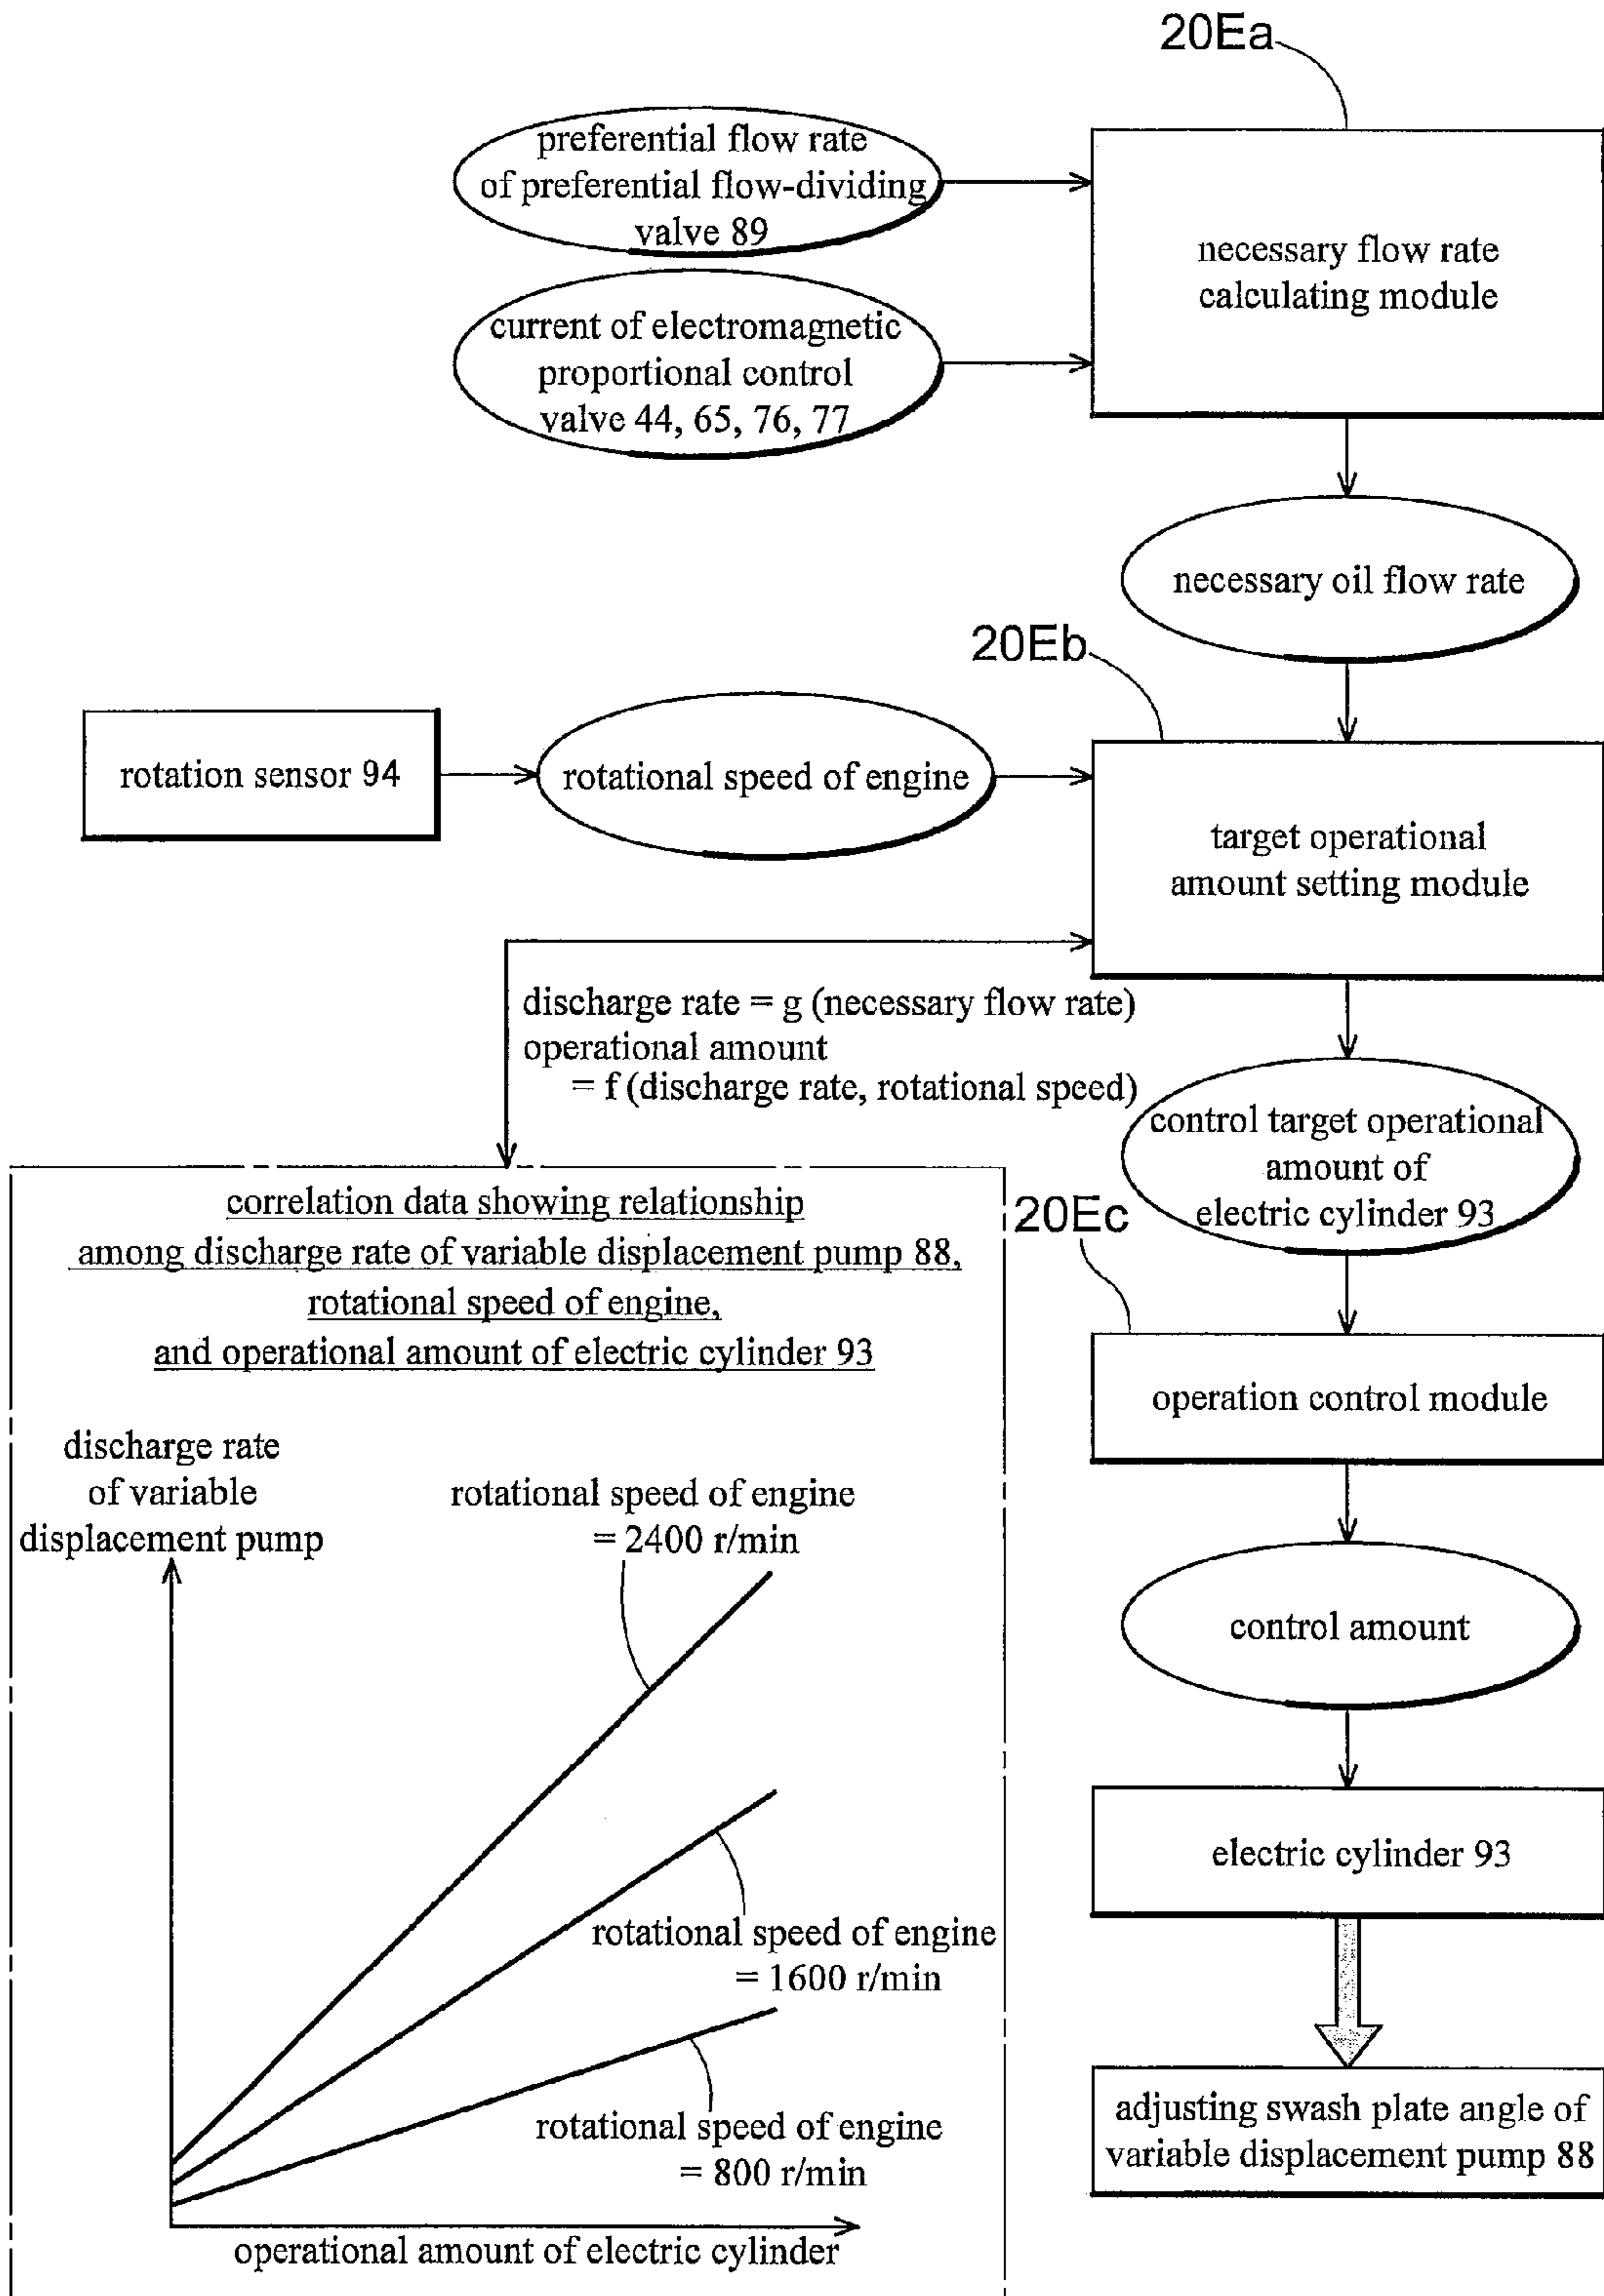 20Ea
preferential flow rate
of preferential flow-dividing
valve 89
necessary flow rate
calculating module
current of electromagnetic
proportional control
valve 44, 65, 76, 77
necessary oil flow rate
20Eb
rotation sensor 94
rotational speed of engine
target operational
amount setting module
discharge rate = g (necessary flow rate)
operational amount
= f (discharge rate, rotational speed)
control target operational
amount of
electric cylinder 93
correlation data showing relationship
among discharge rate of variable displacement pump 88,
rotational speed of engine,
and operational amount of electric cylinder 93
20Ec
operation control module
discharge rate
of variable
displacement pump
rotational speed of engine
= 2400 r/min
control amount
electric cylinder 93
rotational speed of engine
= 1600 r/min
rotational speed of engine
= 800 r/min
adjusting swash plate angle of
variable displacement pump 88
operational amount of electric cylinder